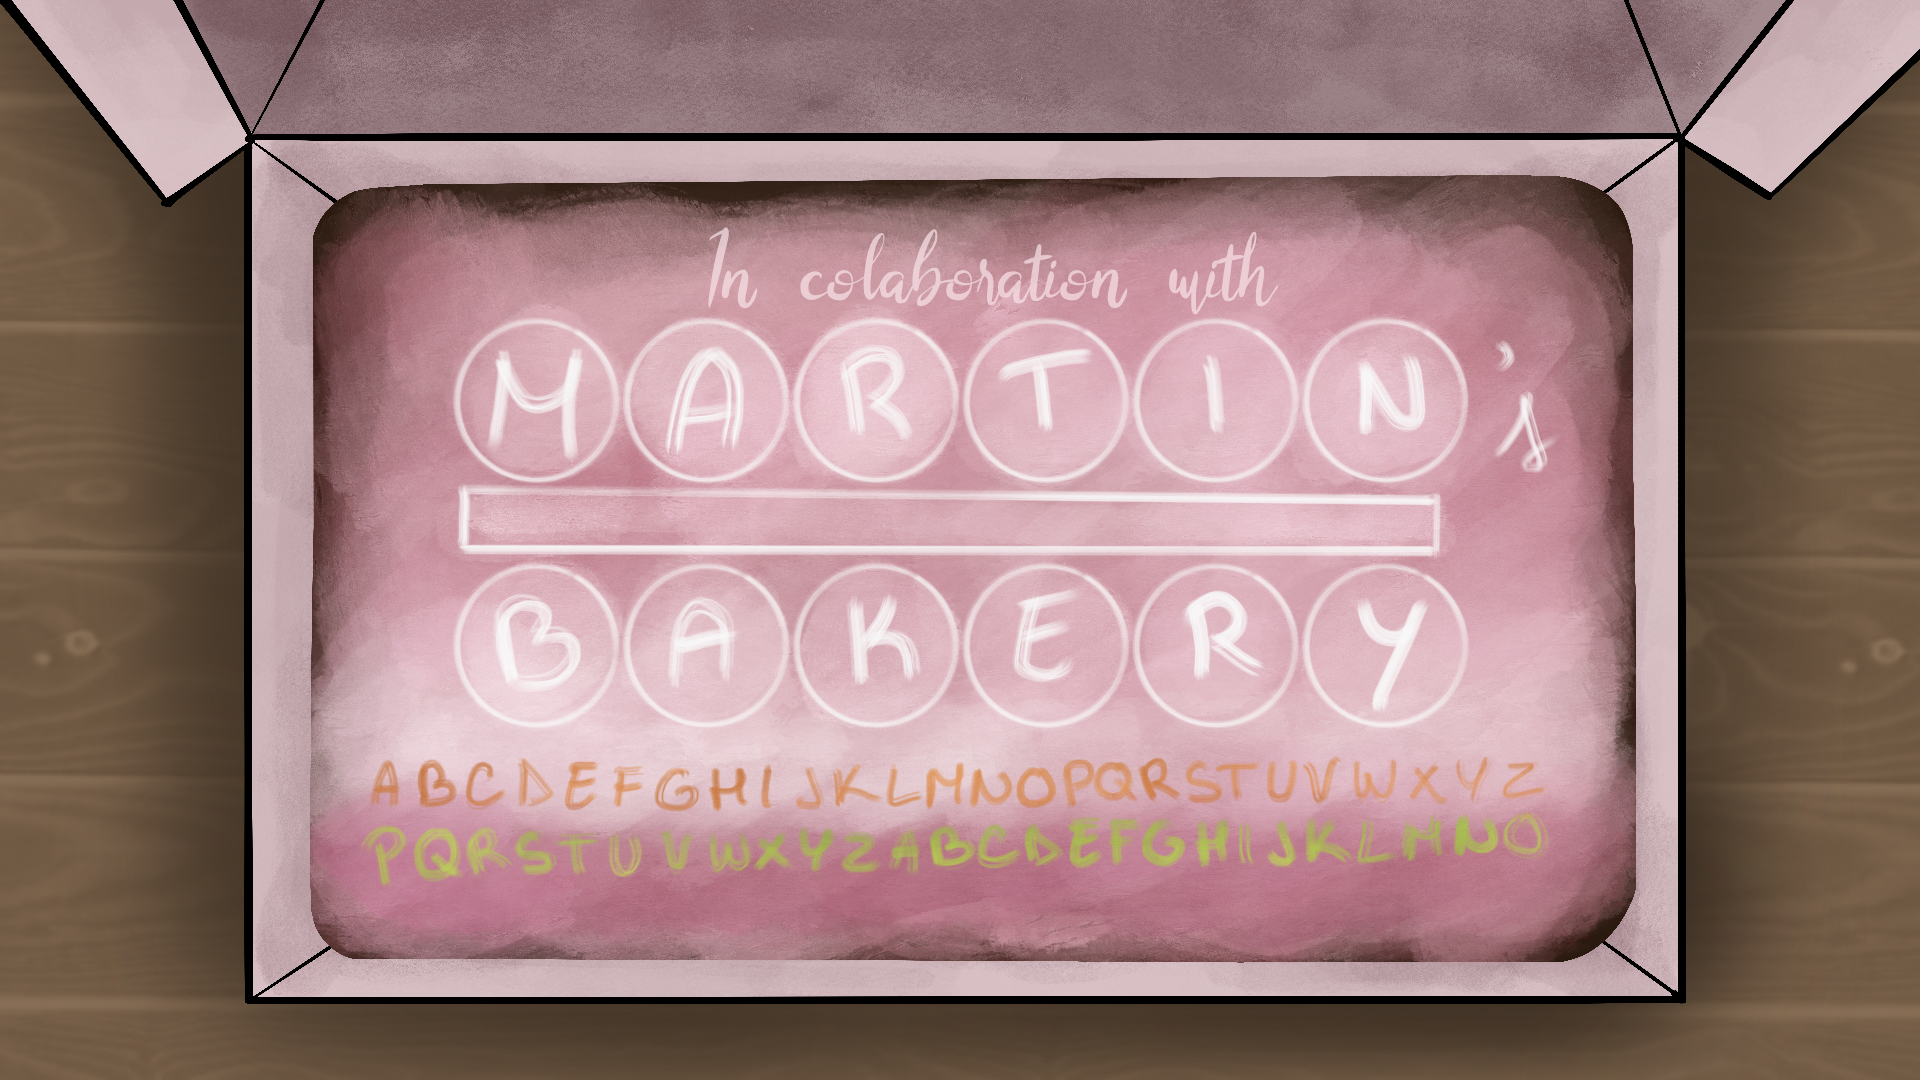 In colaboration with
MARTIN's
BAKERY
ABCDEFGHIJKLMNOPQRSTUVWXYZ
PQRSTUVWXYZABCDEFGHIJKLMNO